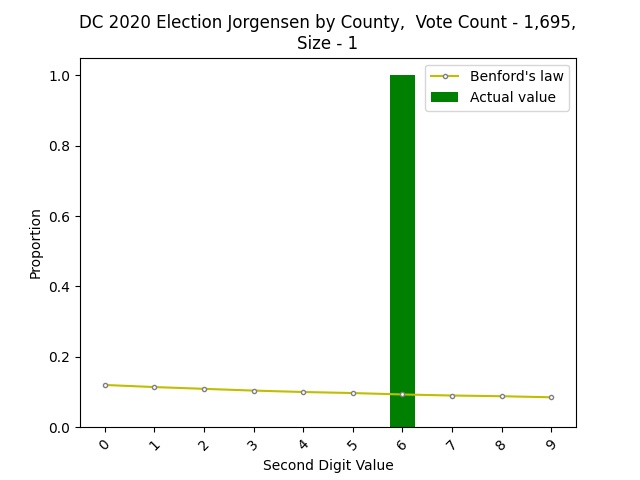 DC 2020 Election Jorgensen by County,  Vote Count - 1,695,
Size - 1
Benford's law
Actual value
1.0
0.8
0.6
0.4
0.2
0.0
Proportion
0 1 2 3 4 5 6 7 8 9
Second Digit Value